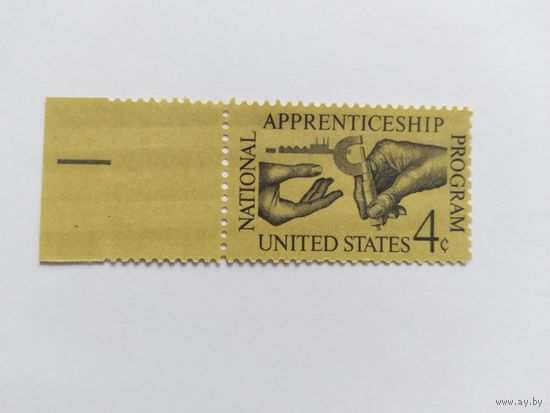 NATIONAL
APPRENTICESHIP
PROGRAM
UNITED STATES 4¢
www.ay.by